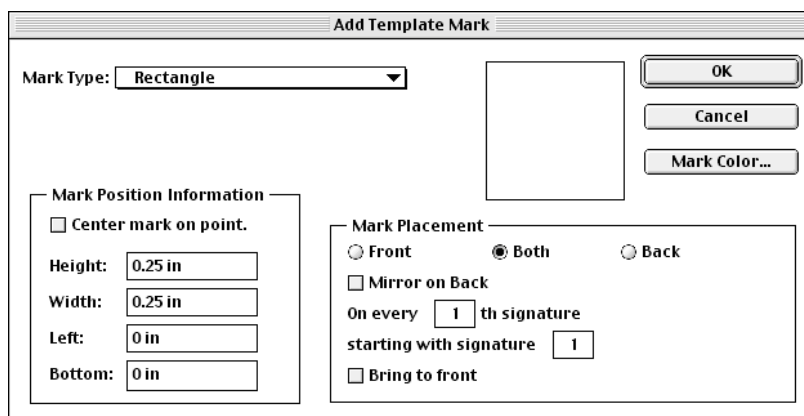 Add Template Mark
Mark Type: Rectangle
OK
Cancel
Mark Color...
Mark Position Information
Center mark on point.
Height: 0.25 in
Width: 0.25 in
Left: 0 in
Bottom: 0 in
Mark Placement
Front Both Back
Mirror on Back
On every 1 th signature
starting with signature 1
Bring to front